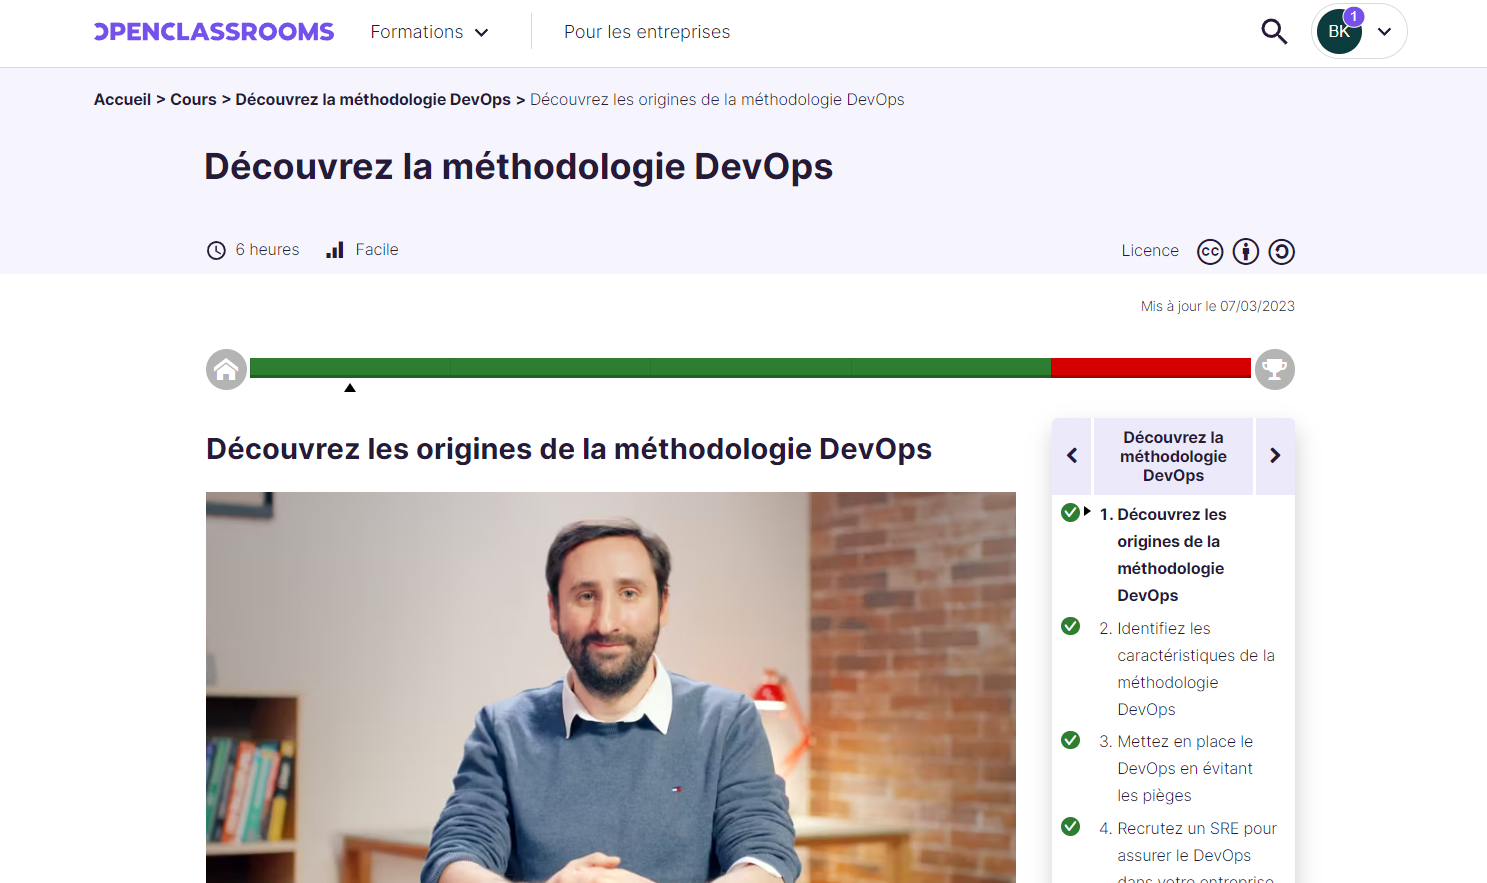 OPENCLASSROOMS Formations Pour les entreprises BK 1
Accueil > Cours > Découvrez la méthodologie DevOps > Découvrez les origines de la méthodologie DevOps
Découvrez la méthodologie DevOps
6 heures Facile Licence cc
Mis à jour le 07/03/2023
Découvrez les origines de la méthodologie DevOps
Découvrez la
méthodologie
DevOps
1. Découvrez les
origines de la
méthodologie
DevOps
2. Identifiez les
caractéristiques de la
méthodologie
DevOps
3. Mettez en place le
DevOps en évitant
les pièges
4. Recrutez un SRE pour
assurer le DevOps
dans votre entreprise